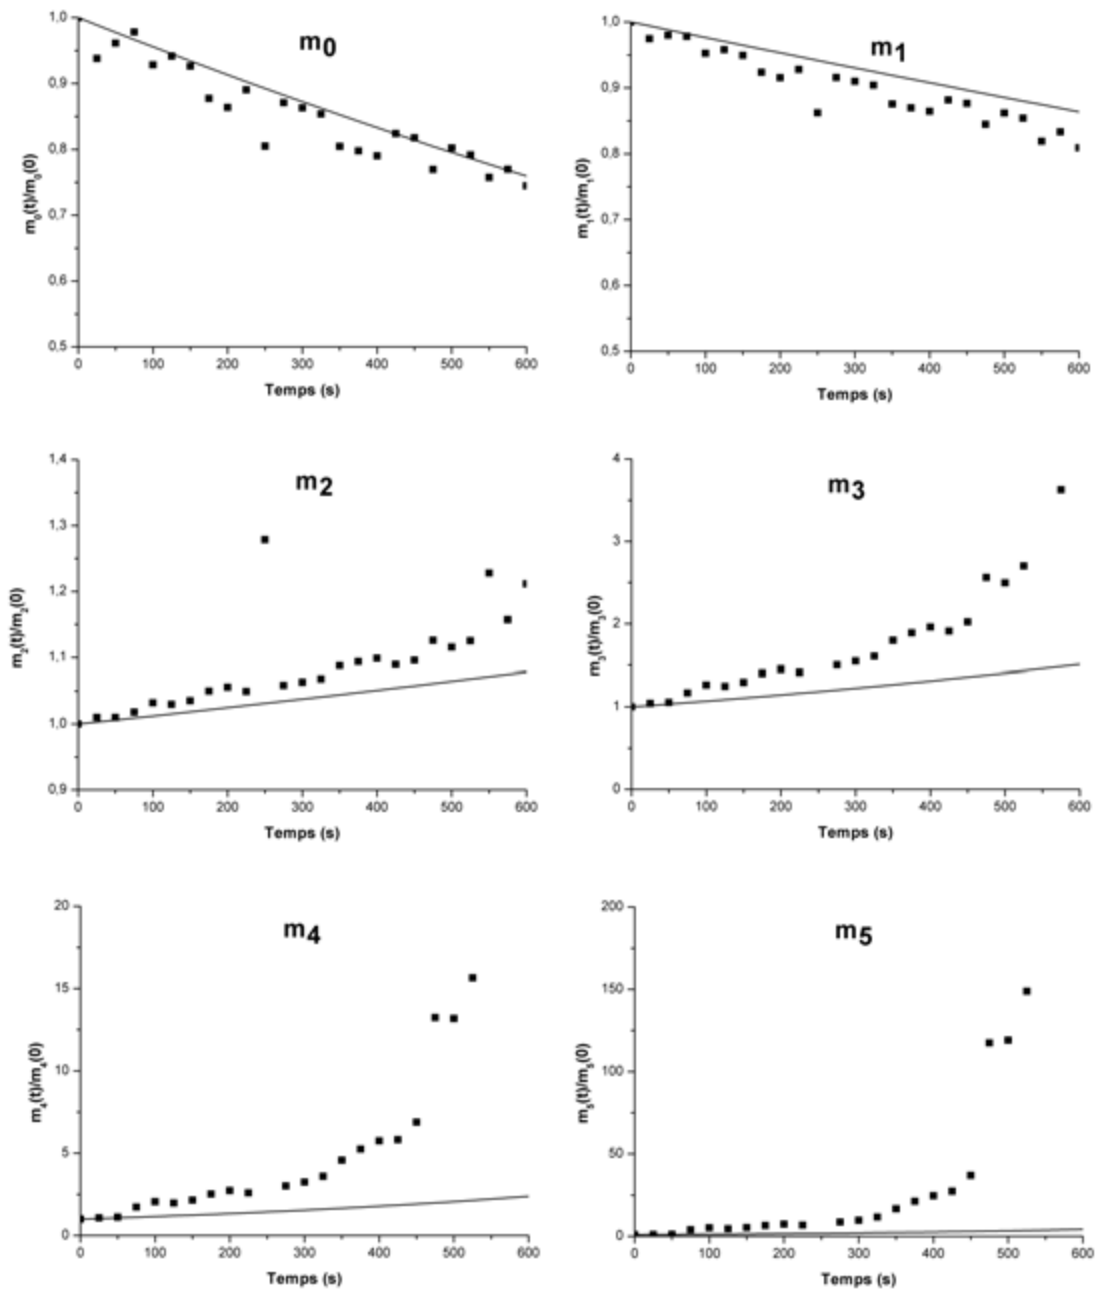 m0
1,0
0,9
0,8
0,7
0,6
0,5
m0(t)/m0(0)
0 100 200 300 400 500 600
Temps (s)
m1
1,0
0,9
0,8
0,7
0,6
0,5
m1(t)/m1(0)
0 100 200 300 400 500 600
Temps (s)
m2
1,4
1,3
1,2
1,1
1,0
0,9
m2(t)/m2(0)
0 100 200 300 400 500 600
Temps (s)
m3
4
3
2
1
0
m3(t)/m3(0)
0 100 200 300 400 500 600
Temps (s)
m4
20
15
10
5
0
m4(t)/m4(0)
0 100 200 300 400 500 600
Temps (s)
m5
200
150
100
50
0
m5(t)/m5(0)
0 100 200 300 400 500 600
Temps (s)